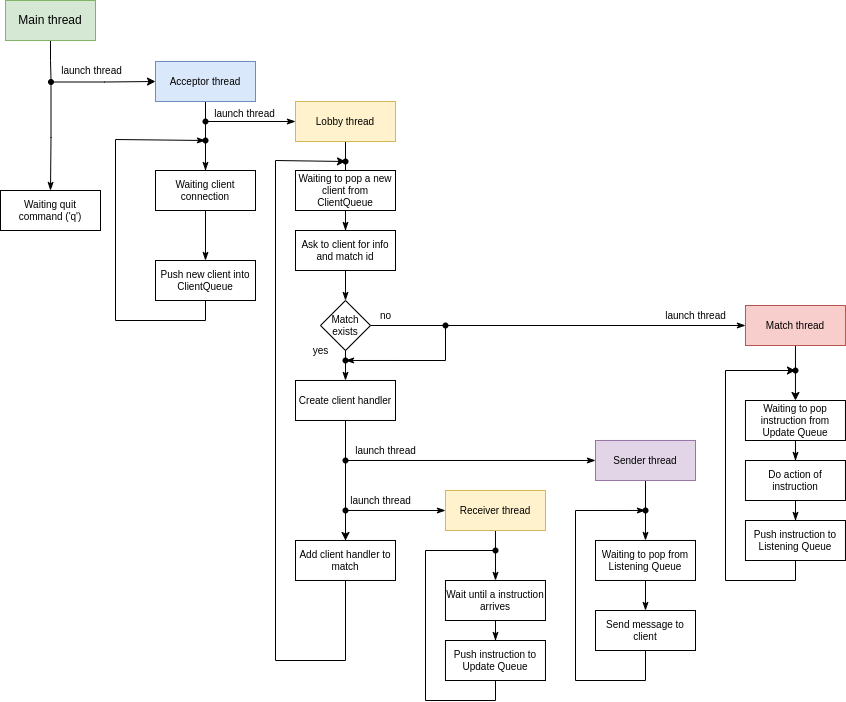 Main thread
launch thread
Acceptor thread
launch thread
Lobby thread
Waiting quit
command ('q')
Waiting client
connection
Push new client into
ClientQueue
Waiting to pop a new
client from
ClientQueue
Ask to client for info
and match id
Match
exists
no
yes
launch thread
Match thread
Create client handler
launch thread
Sender thread
launch thread
Receiver thread
Add client handler to
match
Wait until a instruction
arrives
Push instruction to
Update Queue
Waiting to pop from
Listening Queue
Send message to
client
Waiting to pop
instruction from
Update Queue
Do action of
instruction
Push instruction to
Listening Queue